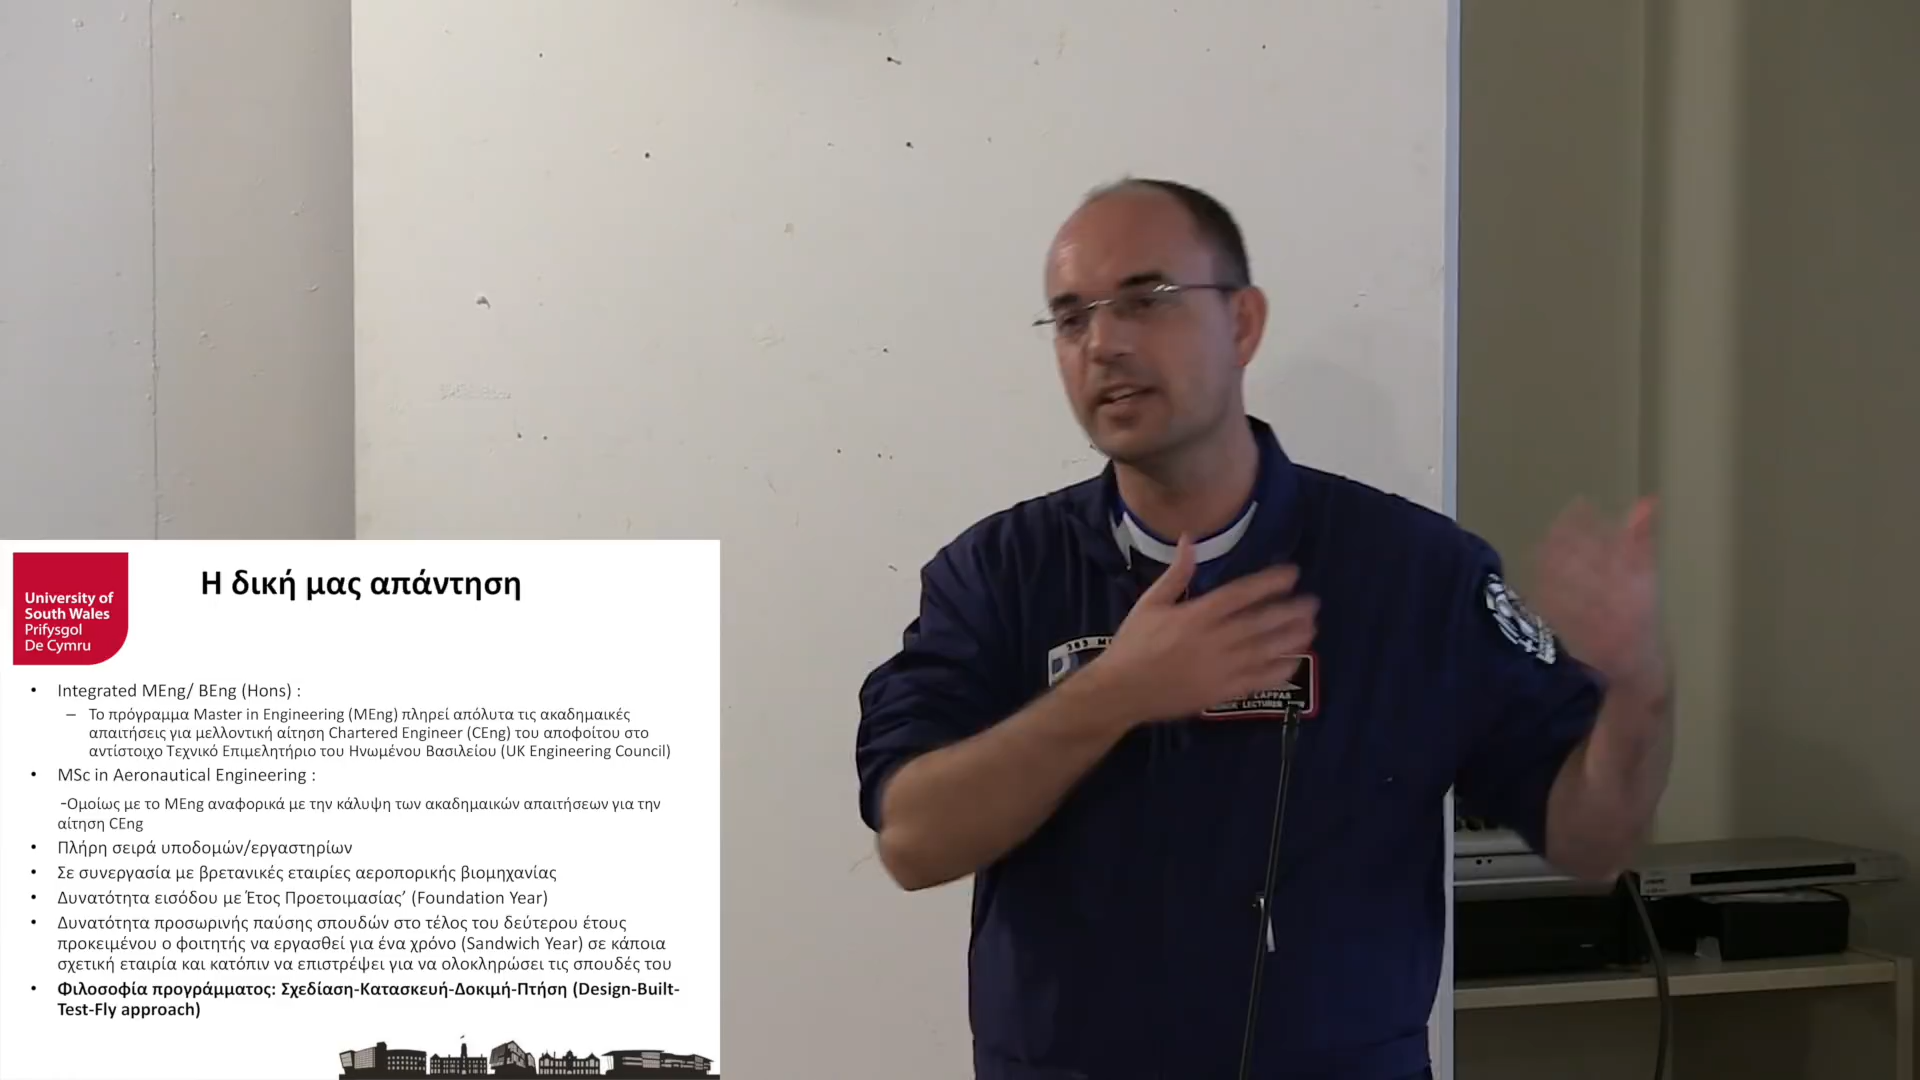 University of
South Wales
Prifysgol
De Cymru
Η δική μας απάντηση
• Integrated MEng/ BEng (Hons) :
– Το πρόγραμμα Master in Engineering (MEng) πληρεί απόλυτα τις ακαδημαικές
απαιτήσεις για μελλοντική αίτηση Chartered Engineer (CEng) του αποφοίτου στο
αντίστοιχο Τεχνικό Επιμελητήριο του Ηνωμένου Βασιλείου (UK Engineering Council)
• MSc in Aeronautical Engineering :
-Ομοίως με το MEng αναφορικά με την κάλυψη των ακαδημαικών απαιτήσεων για την
αίτηση CEng
• Πλήρη σειρά υποδομών/εργαστηρίων
• Σε συνεργασία με βρετανικές εταιρίες αεροπορικής βιομηχανίας
• Δυνατότητα εισόδου με Έτος Προετοιμασίας’ (Foundation Year)
• Δυνατότητα προσωρινής παύσης σπουδών στο τέλος του δεύτερου έτους
προκειμένου ο φοιτητής να εργασθεί για ένα χρόνο (Sandwich Year) σε κάποια
σχετική εταιρία και κατόπιν να επιστρέψει για να ολοκληρώσει τις σπουδές του
• Φιλοσοφία προγράμματος: Σχεδίαση-Κατασκευή-Δοκιμή-Πτήση (Design-Built-
Test-Fly approach)
LAPPAS
LECTURER